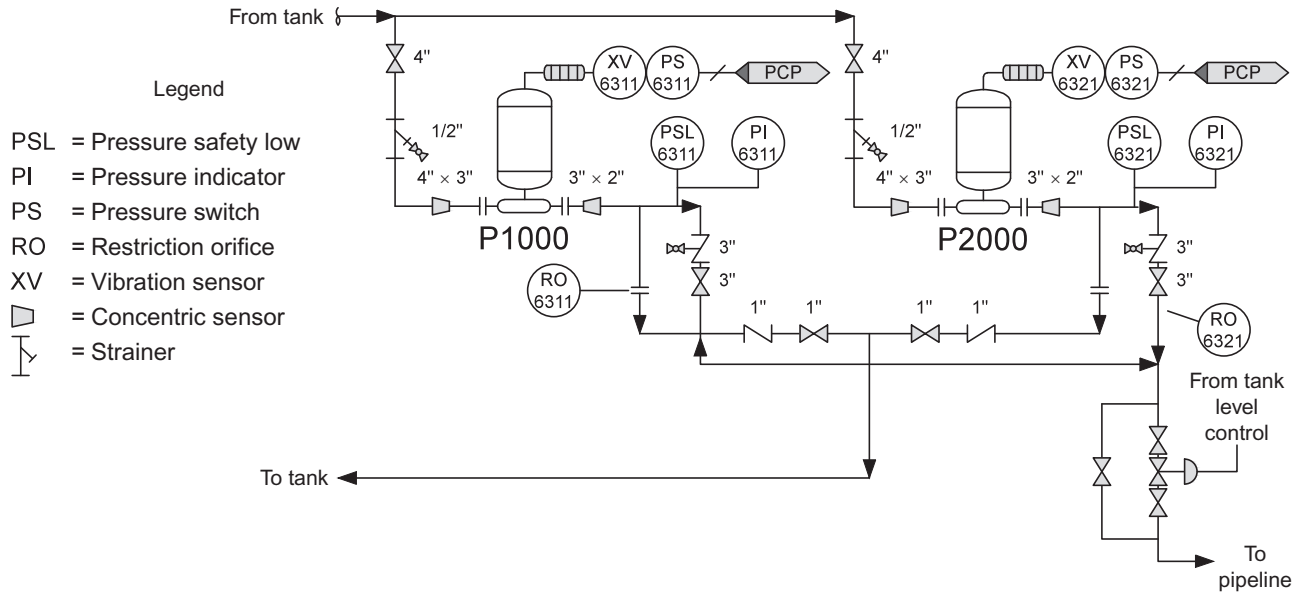 From tank
4"
4"
XV
6311
PS
6311
PCP
XV
6321
PS
6321
PCP
Legend
PSL = Pressure safety low
PI = Pressure indicator
PS = Pressure switch
RO = Restriction orifice
XV = Vibration sensor
= Concentric sensor
= Strainer
1/2"
PSL
6311
PI
6311
1/2"
PSL
6321
PI
6321
4" × 3"
3" × 2"
4" × 3"
3" × 2"
P1000
P2000
3"
3"
RO
6311
3"
3"
1"
1"
1"
1"
RO
6321
From tank
level
control
To tank
To
pipeline